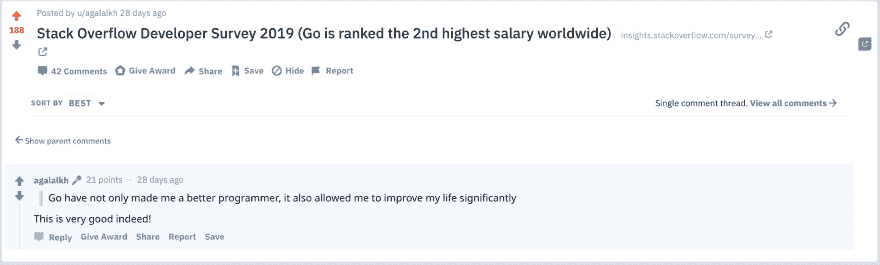 Posted by u/agalalkh 28 days ago
188
Stack Overflow Developer Survey 2019 (Go is ranked the 2nd highest salary worldwide) insights.stackoverflow.com/survey...
42 Comments Give Award Share Save Hide Report
SORT BY BEST
Single comment thread. View all comments
Show parent comments
agalalkh 21 points · 28 days ago
Go have not only made me a better programmer, it also allowed me to improve my life significantly
This is very good indeed!
Reply Give Award Share Report Save